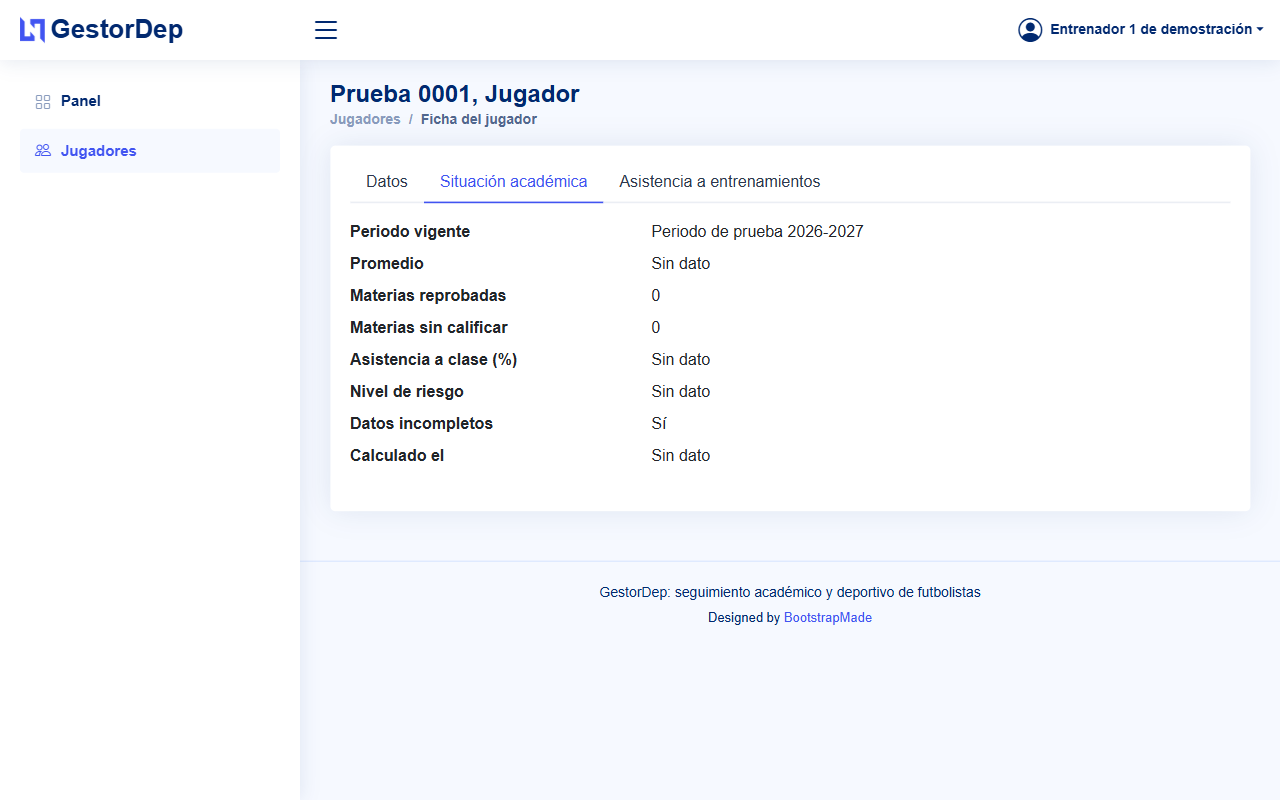 GestorDep
Entrenador 1 de demostración
Panel
Jugadores
Prueba 0001, Jugador
Jugadores / Ficha del jugador
Datos
Situación académica
Asistencia a entrenamientos
Periodo vigente Periodo de prueba 2026-2027
Promedio Sin dato
Materias reprobadas 0
Materias sin calificar 0
Asistencia a clase (%) Sin dato
Nivel de riesgo Sin dato
Datos incompletos Sí
Calculado el Sin dato
GestorDep: seguimiento académico y deportivo de futbolistas
Designed by BootstrapMade